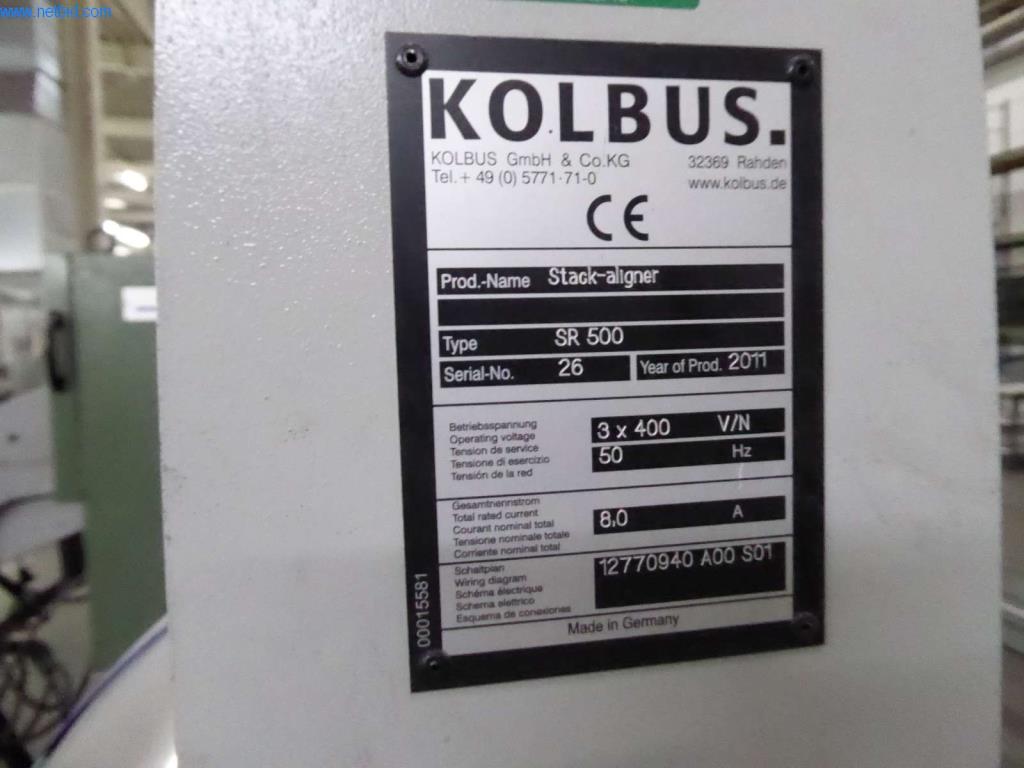 www.netbid.com
KOLBUS.
KOLBUS GmbH & Co.KG 32369 Rahden
Tel.+ 49 (0) 5771-71-0 www.kolbus.de
CE
Prod.-Name Stack-aligner
Type SR 500
Serial-No. 26 Year of Prod. 2011
Betriebsspannung
Operating voltage 3 x 400 V/N
Tension de service
Tensione di esercizio 50 Hz
Tensión de la red
Gesamtnennstrom
Total rated current 8,0 A
Courant nominal total
Tensione nominale totale
Corriente nominal total
Schaltplan 12770940 A00 S01
Wiring diagram
Schéma électrique
Schema elettrico
Esquema de conexiones
00015581
Made in Germany